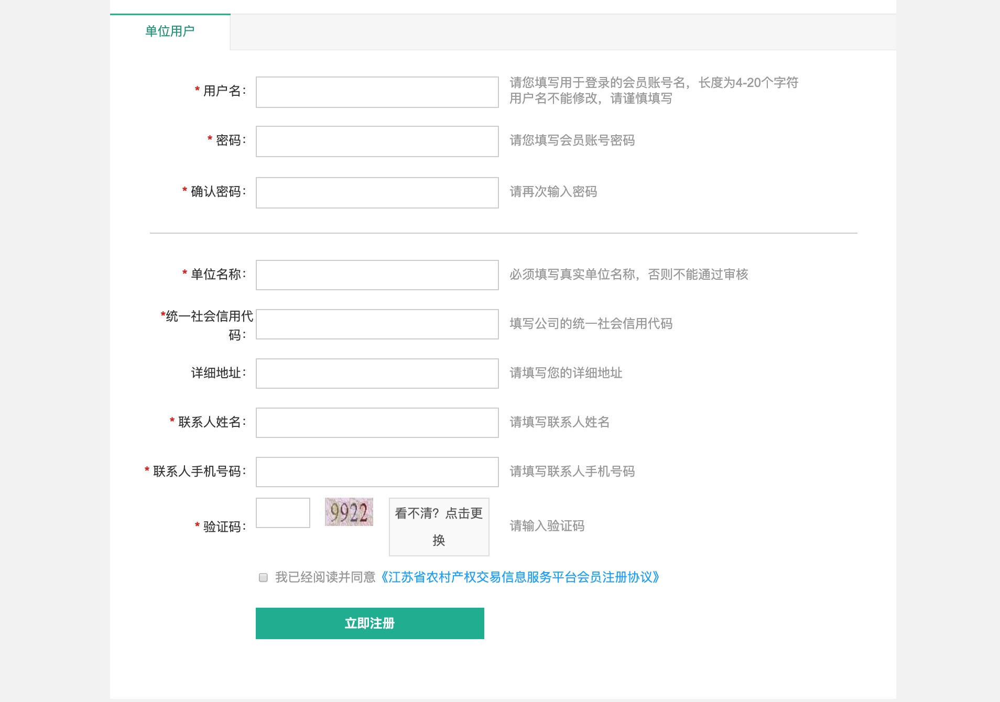 单位用户
* 用户名：
请您填写用于登录的会员账号名，长度为4-20个字符
用户名不能修改，请谨慎填写
* 密码：
请您填写会员账号密码
* 确认密码：
请再次输入密码
* 单位名称：
必须填写真实单位名称，否则不能通过审核
*统一社会信用代
码：
填写公司的统一社会信用代码
详细地址：
请填写您的详细地址
* 联系人姓名：
请填写联系人姓名
* 联系人手机号码：
请填写联系人手机号码
* 验证码：
9922
看不清？点击更
换
请输入验证码
我已经阅读并同意《江苏省农村产权交易信息服务平台会员注册协议》
立即注册